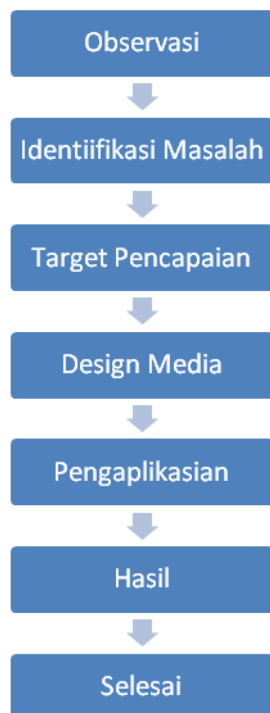 Observasi
Identiifikasi Masalah
Target Pencapaian
Design Media
Pengaplikasian
Hasil
Selesai